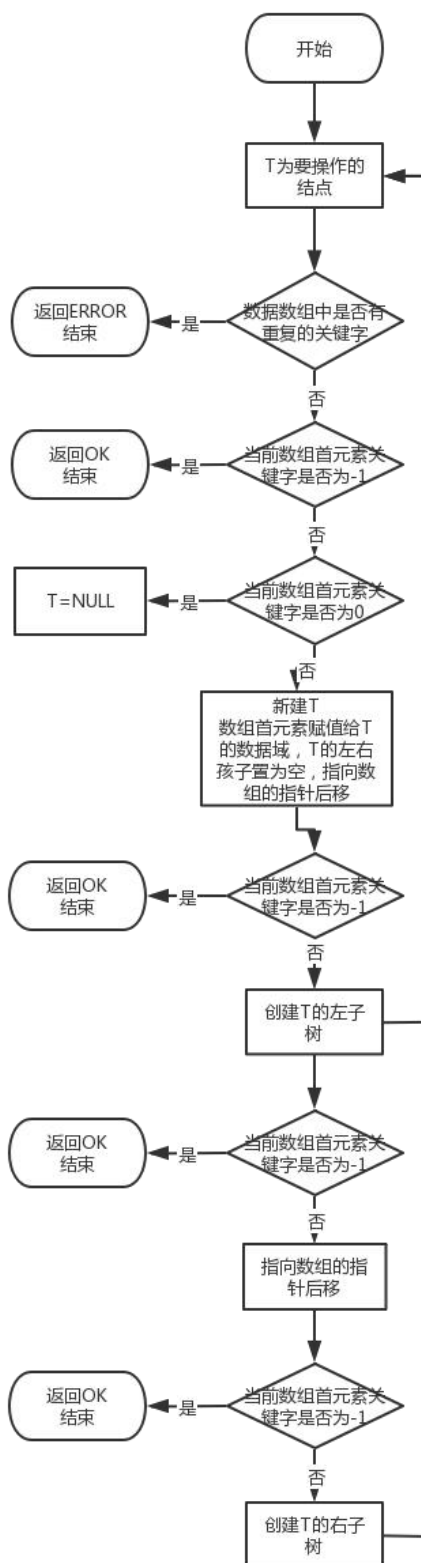 开始
T为要操作的
结点
数据数组中是否有
重复的关键字
是
返回ERROR
结束
否
当前数组首元素关
键字是否为-1
是
返回OK
结束
否
当前数组首元素关
键字是否为0
是
T=NULL
否
新建T
数组首元素赋值给T
的数据域，T的左右
孩子置为空，指向数
组的指针后移
当前数组首元素关
键字是否为-1
是
返回OK
结束
否
创建T的左子
树
当前数组首元素关
键字是否为-1
是
返回OK
结束
否
指向数组的指
针后移
当前数组首元素关
键字是否为-1
是
返回OK
结束
否
创建T的右子
树